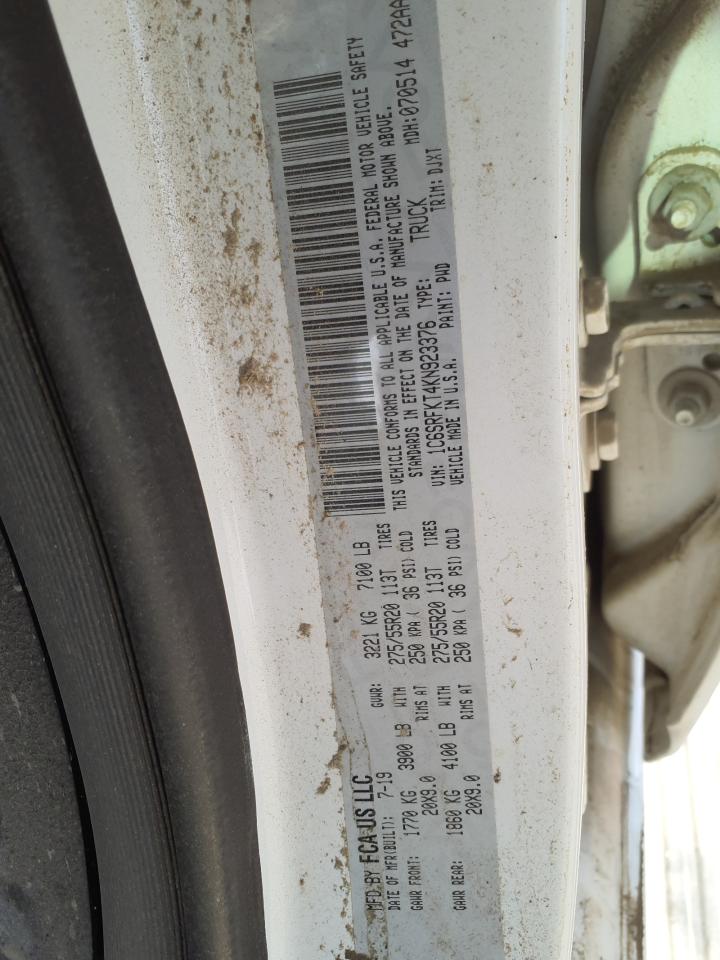 MFD BY FCA US LLC
DATE OF MFR(BUILT): 7-19 GVWR: 3221 KG 7100 LB
GAWR FRONT: 1770 KG 3900 LB WITH 275/55R20 113T TIRES
20X9.0 RIMS AT 250 KPA ( 36 PSI) COLD
GAWR REAR: 1860 KG 4100 LB WITH 275/55R20 113T TIRES
20X9.0 RIMS AT 250 KPA ( 36 PSI) COLD
THIS VEHICLE CONFORMS TO ALL APPLICABLE U.S.A. FEDERAL MOTOR VEHICLE SAFETY
STANDARDS IN EFFECT ON THE DATE OF MANUFACTURE SHOWN ABOVE.
VIN: 1C6SRFKT4KN923376 TYPE: TRUCK MDH:070514 472AA
VEHICLE MADE IN U.S.A. PAINT: PWD TRIM: DJXT